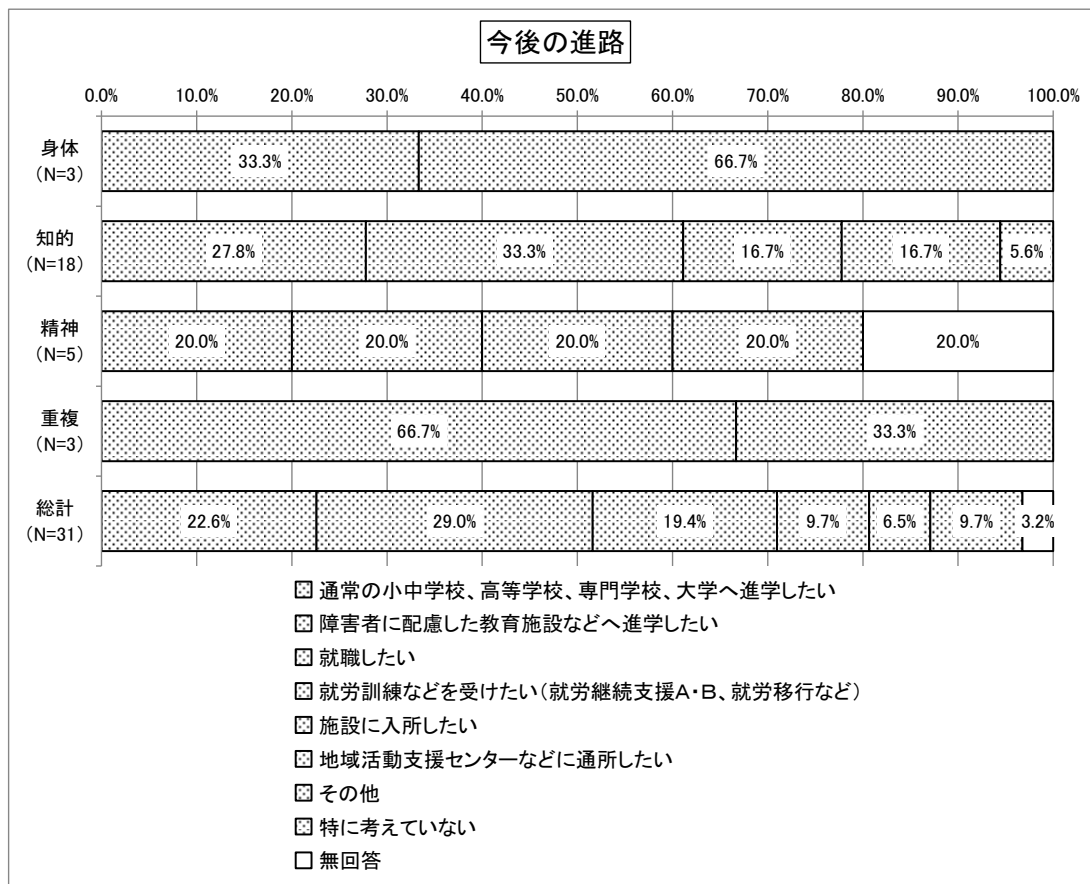 今後の進路
0.0% 10.0% 20.0% 30.0% 40.0% 50.0% 60.0% 70.0% 80.0% 90.0% 100.0%
身体
(N=3)
33.3% 66.7%
知的
(N=18)
27.8% 33.3% 16.7% 16.7% 5.6%
精神
(N=5)
20.0% 20.0% 20.0% 20.0% 20.0%
重複
(N=3)
66.7% 33.3%
総計
(N=31)
22.6% 29.0% 19.4% 9.7% 6.5% 9.7% 3.2%
通常の小中学校、高等学校、専門学校、大学へ進学したい
障害者に配慮した教育施設などへ進学したい
就職したい
就労訓練などを受けたい(就労継続支援A・B、就労移行など)
施設に入所したい
地域活動支援センターなどに通所したい
その他
特に考えていない
無回答